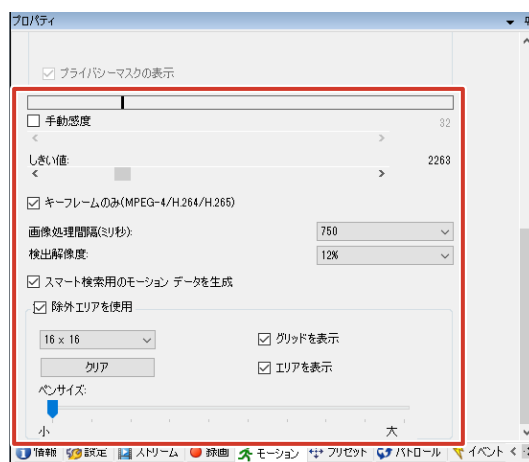 プロパティ
プライバシーマスクの表示
手動感度 32
しきい値: 2263
キーフレームのみ(MPEG-4/H.264/H.265)
画像処理間隔(ミリ秒): 750
検出解像度: 12%
スマート検索用のモーション データを生成
除外エリアを使用
16 x 16 グリッドを表示
クリア エリアを表示
ペンサイズ:
小 大
情報 設定 ストリーム 録画 モーション プリセット パトロール イベント